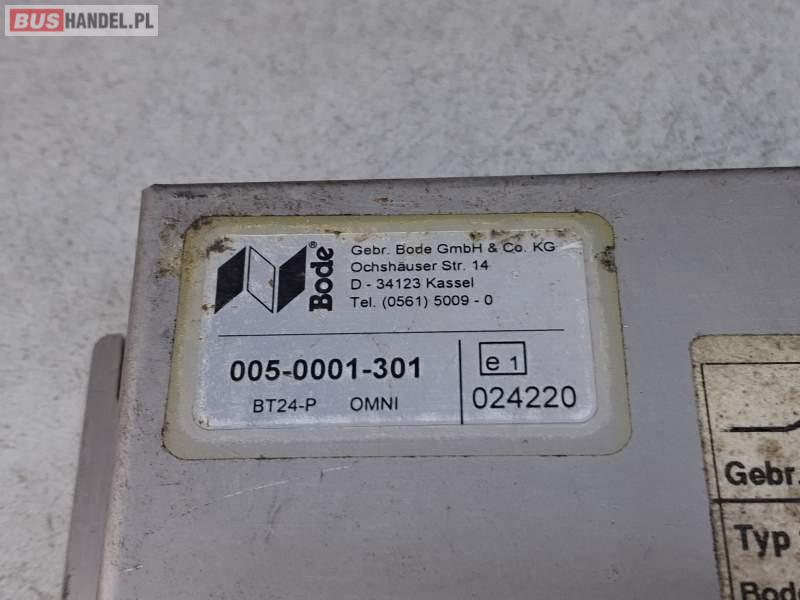 BUSHANDEL.PL
Bode®
Gebr. Bode GmbH & Co. KG
Ochshäuser Str. 14
D - 34123 Kassel
Tel. (0561) 5009 - 0
005-0001-301
BT24-P OMNI
e 1
024220
Gebr.
Typ
Bode